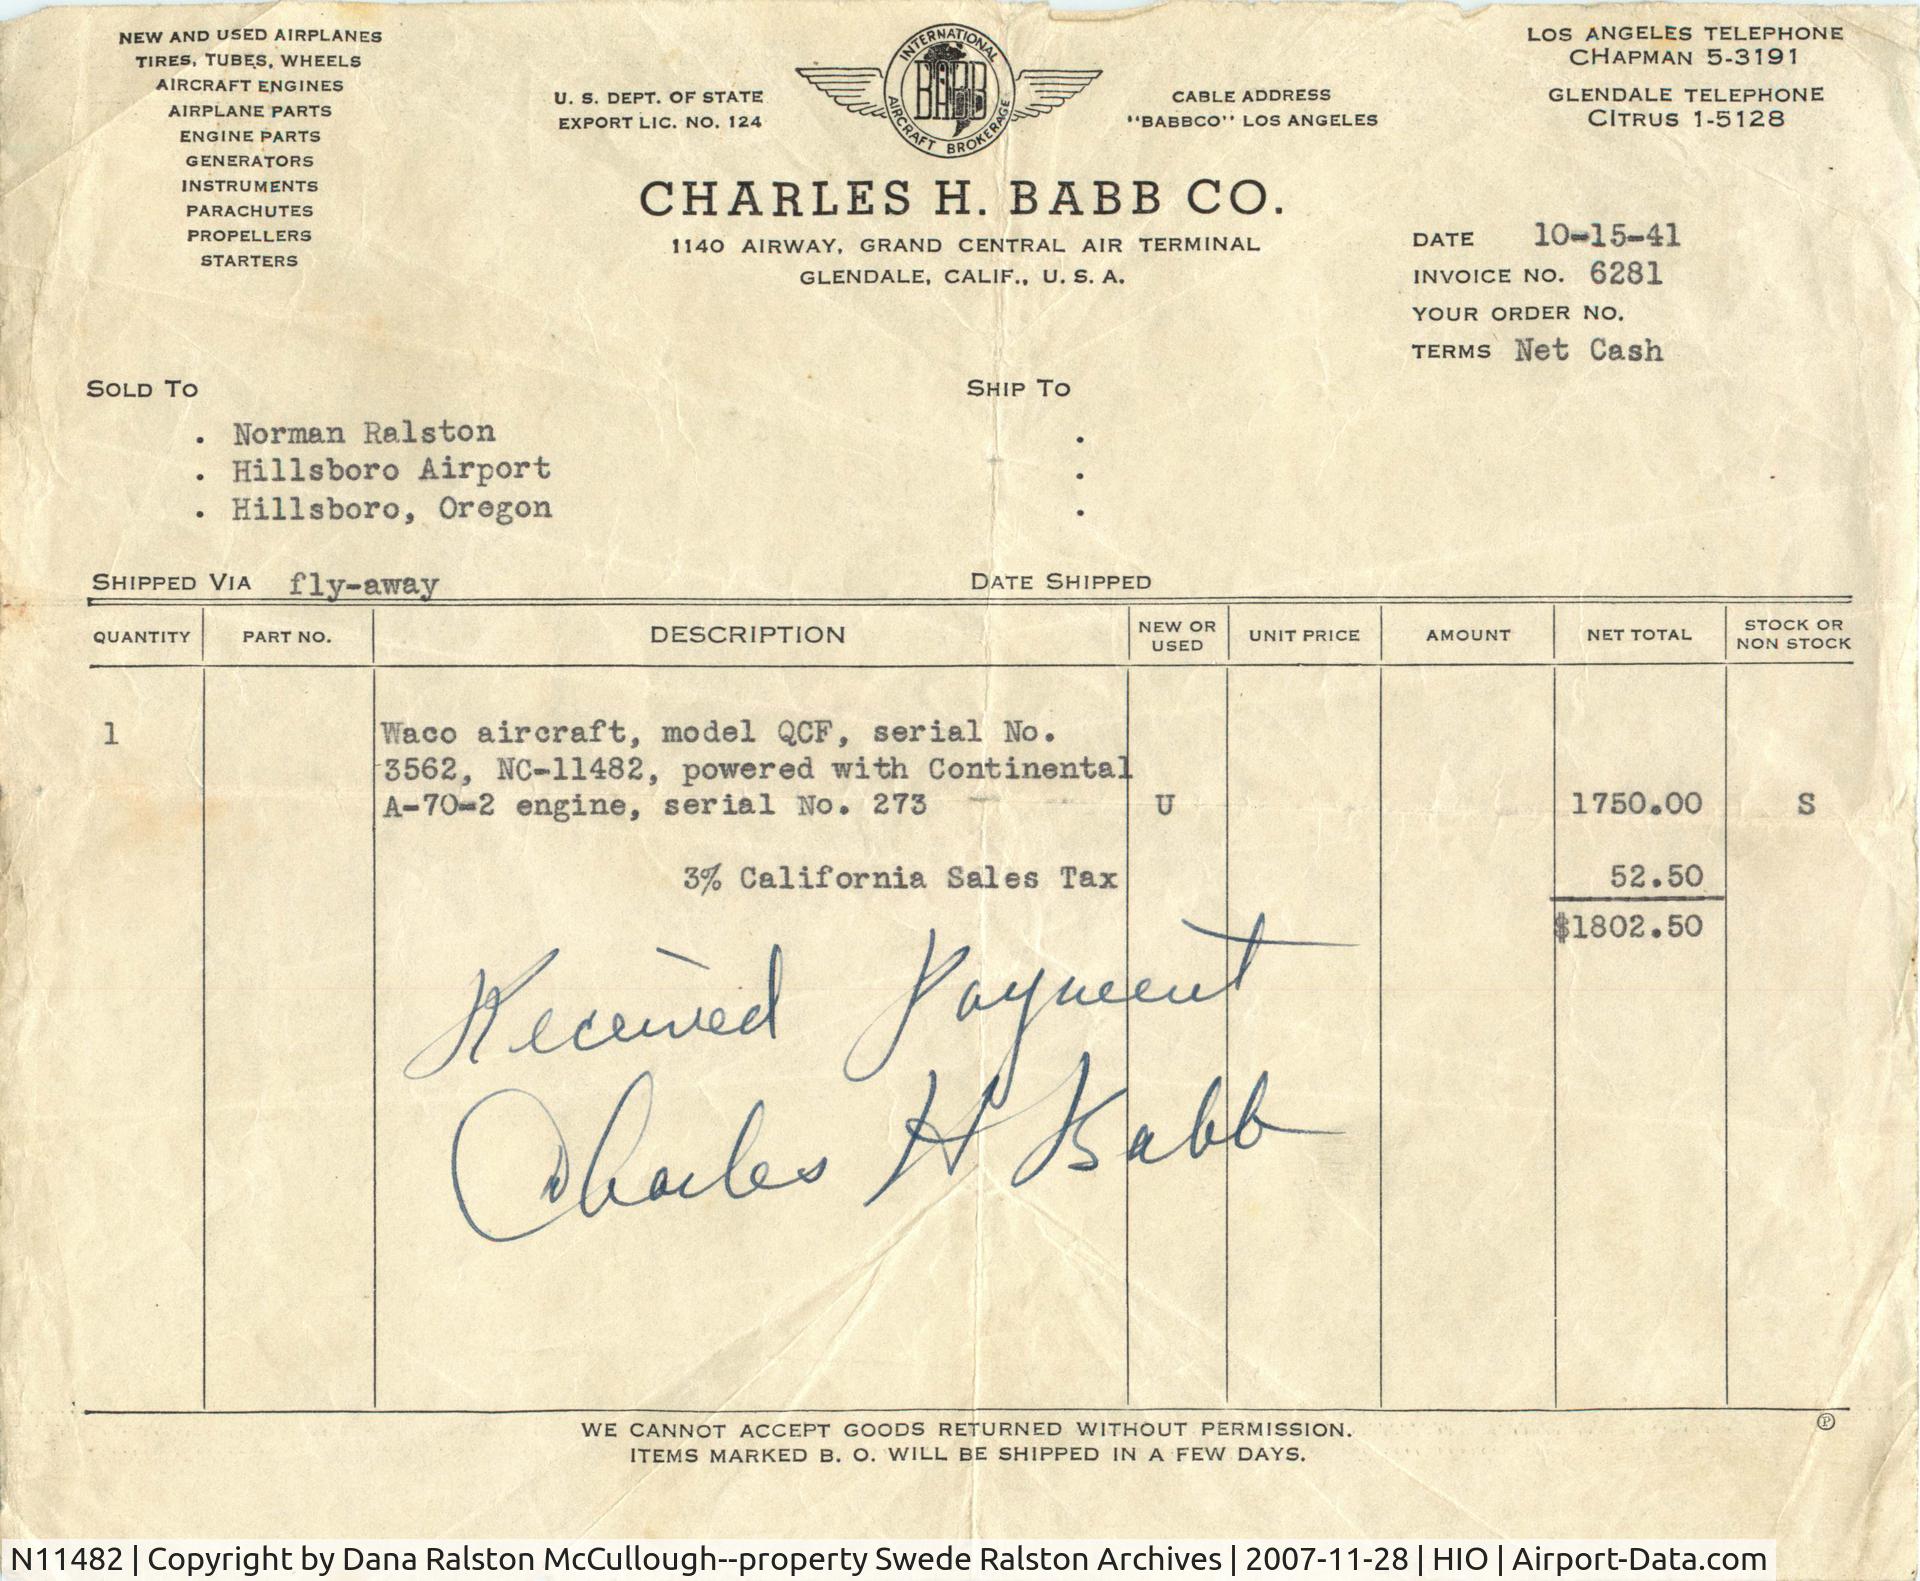 NEW AND USED AIRPLANES
TIRES, TUBES, WHEELS
AIRCRAFT ENGINES
AIRPLANE PARTS
ENGINE PARTS
GENERATORS
INSTRUMENTS
PARACHUTES
PROPELLERS
STARTERS
U. S. DEPT. OF STATE
EXPORT LIC. NO. 124
INTERNATIONAL
BABB
AIRCRAFT BROKERAGE
CABLE ADDRESS
"BABBCO" LOS ANGELES
LOS ANGELES TELEPHONE
CHAPMAN 5-3191
GLENDALE TELEPHONE
CITRUS 1-5128
CHARLES H. BABB CO.
1140 AIRWAY, GRAND CENTRAL AIR TERMINAL
GLENDALE, CALIF., U. S. A.
DATE 10-15-41
INVOICE NO. 6281
YOUR ORDER NO.
TERMS Net Cash
SOLD TO
. Norman Ralston
. Hillsboro Airport
. Hillsboro, Oregon
SHIP TO
.
.
.
SHIPPED VIA fly-away
DATE SHIPPED
QUANTITY PART NO. DESCRIPTION NEW OR USED UNIT PRICE AMOUNT NET TOTAL STOCK OR NON STOCK
1 Waco aircraft, model QCF, serial No.
3562, NC-11482, powered with Continental
A-70-2 engine, serial No. 273 U 1750.00 S
3% California Sales Tax 52.50
$1802.50
Received Payment
Charles H Babb
WE CANNOT ACCEPT GOODS RETURNED WITHOUT PERMISSION.
ITEMS MARKED B. O. WILL BE SHIPPED IN A FEW DAYS.
Ⓟ
N11482 | Copyright by Dana Ralston McCullough--property Swede Ralston Archives | 2007-11-28 | HIO | Airport-Data.com